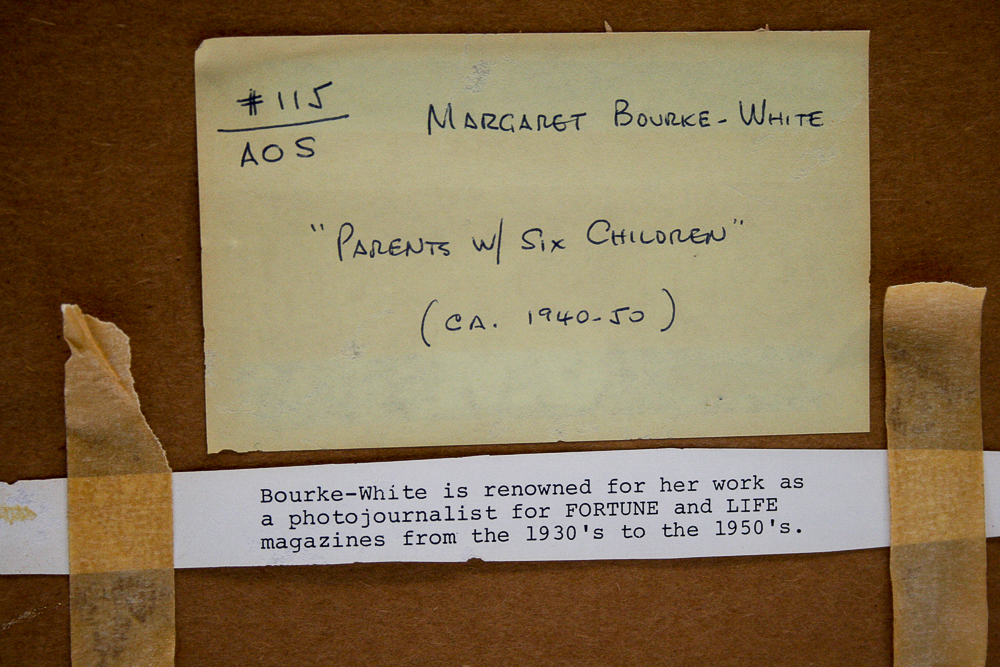 #115
AOS
MARGARET BOURKE-WHITE
"PARENTS W/ SIX CHILDREN"
(CA. 1940-50)
Bourke-White is renowned for her work as
a photojournalist for FORTUNE and LIFE
magazines from the 1930's to the 1950's.